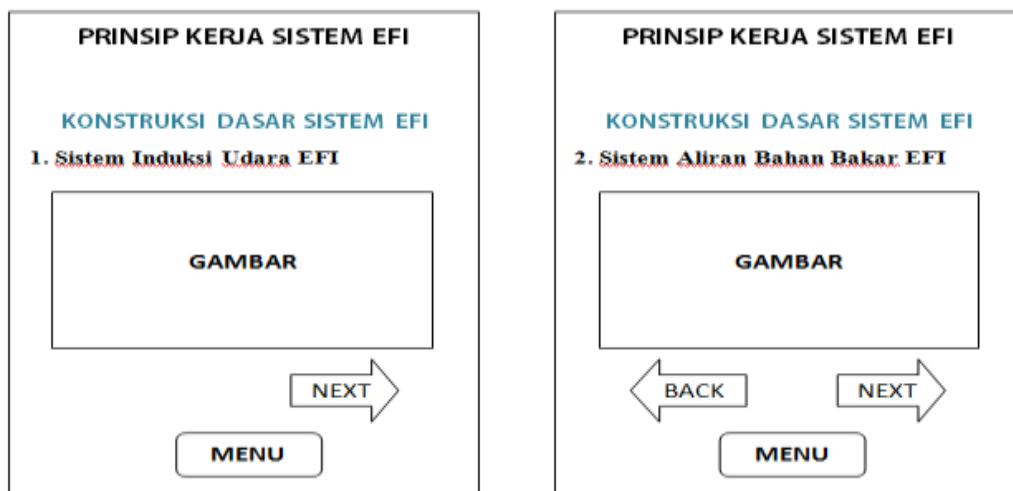 PRINSIP KERJA SISTEM EFI
KONSTRUKSI DASAR SISTEM EFI
1. Sistem Induksi Udara EFI
GAMBAR
NEXT
MENU
PRINSIP KERJA SISTEM EFI
KONSTRUKSI DASAR SISTEM EFI
2. Sistem Aliran Bahan Bakar EFI
GAMBAR
BACK
NEXT
MENU